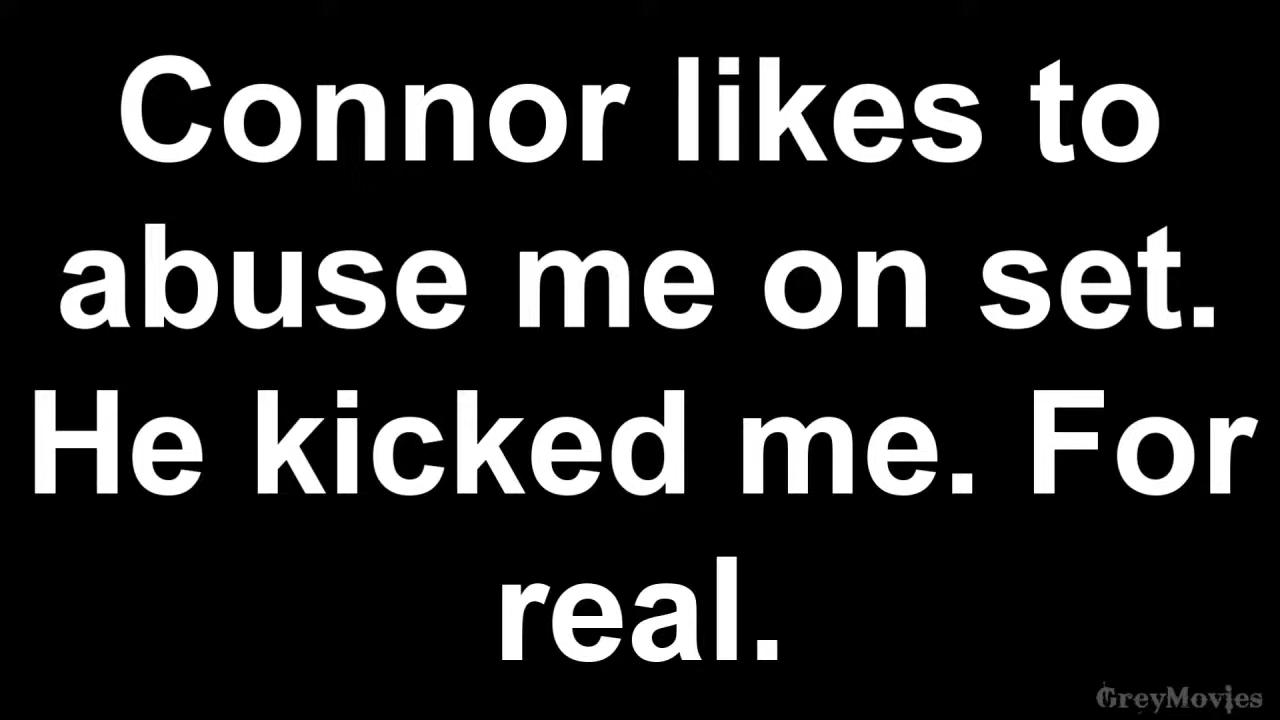 Connor likes to
abuse me on set.
He kicked me. For
real.
GreyMovies